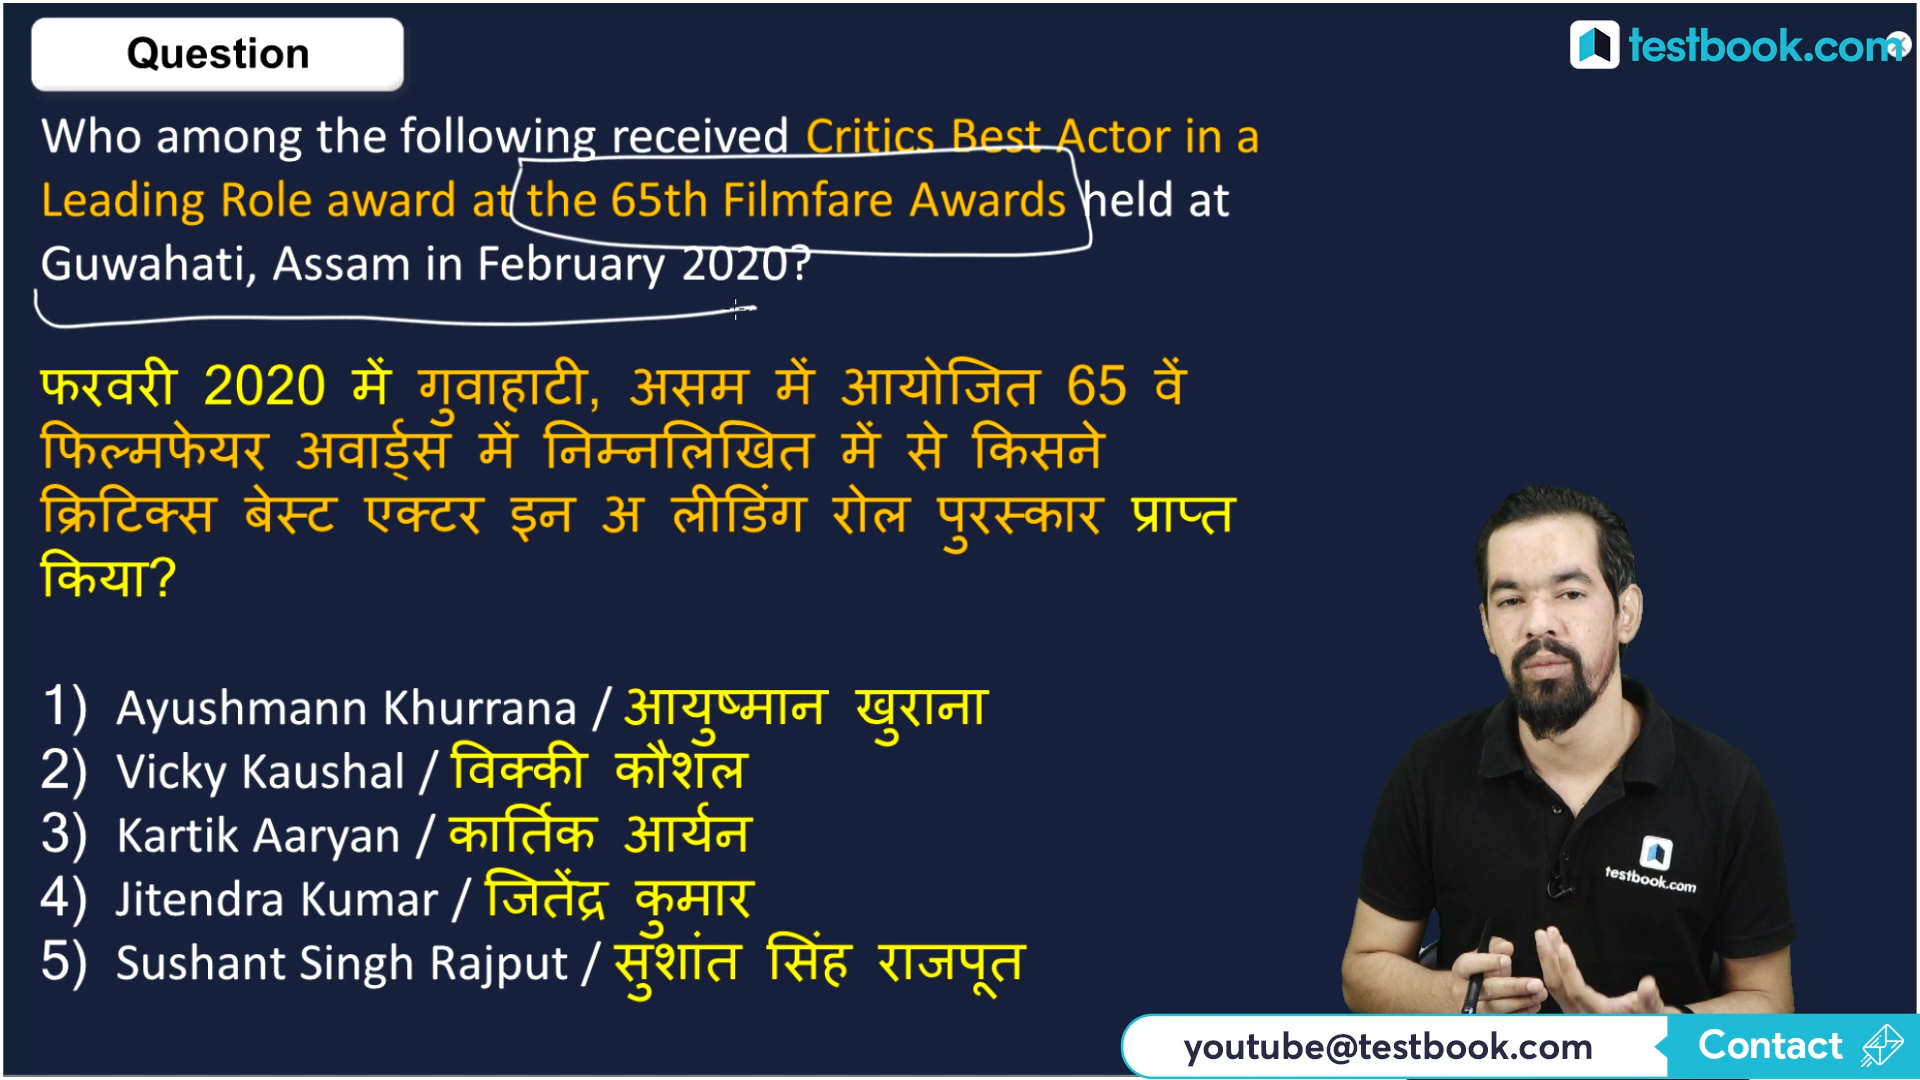 Question
testbook.com
Who among the following received Critics Best Actor in a
Leading Role award at the 65th Filmfare Awards held at
Guwahati, Assam in February 2020?
फरवरी 2020 में गुवाहाटी, असम में आयोजित 65 वें
फिल्मफेयर अवार्ड्स में निम्नलिखित में से किसने
क्रिटिक्स बेस्ट एक्टर इन अ लीडिंग रोल पुरस्कार प्राप्त
किया?
1) Ayushmann Khurrana / आयुष्मान खुराना
2) Vicky Kaushal / विक्की कौशल
3) Kartik Aaryan / कार्तिक आर्यन
4) Jitendra Kumar / जितेंद्र कुमार
5) Sushant Singh Rajput / सुशांत सिंह राजपूत
testbook.com
youtube@testbook.com Contact